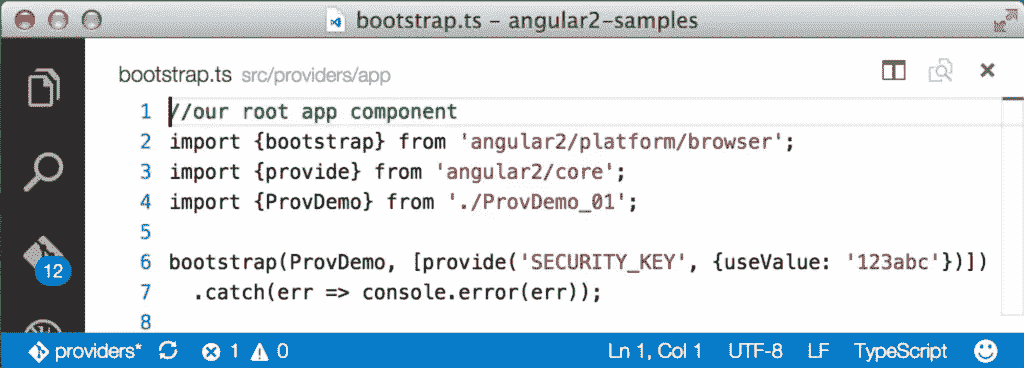 bootstrap.ts – angular2-samples
bootstrap.ts src/providers/app
1 //our root app component
2 import {bootstrap} from 'angular2/platform/browser';
3 import {provide} from 'angular2/core';
4 import {ProvDemo} from './ProvDemo_01';
5
6 bootstrap(ProvDemo, [provide('SECURITY_KEY', {useValue: '123abc'})])
7   .catch(err => console.error(err));
8
12
providers* 1 0 Ln 1, Col 1 UTF-8 LF TypeScript